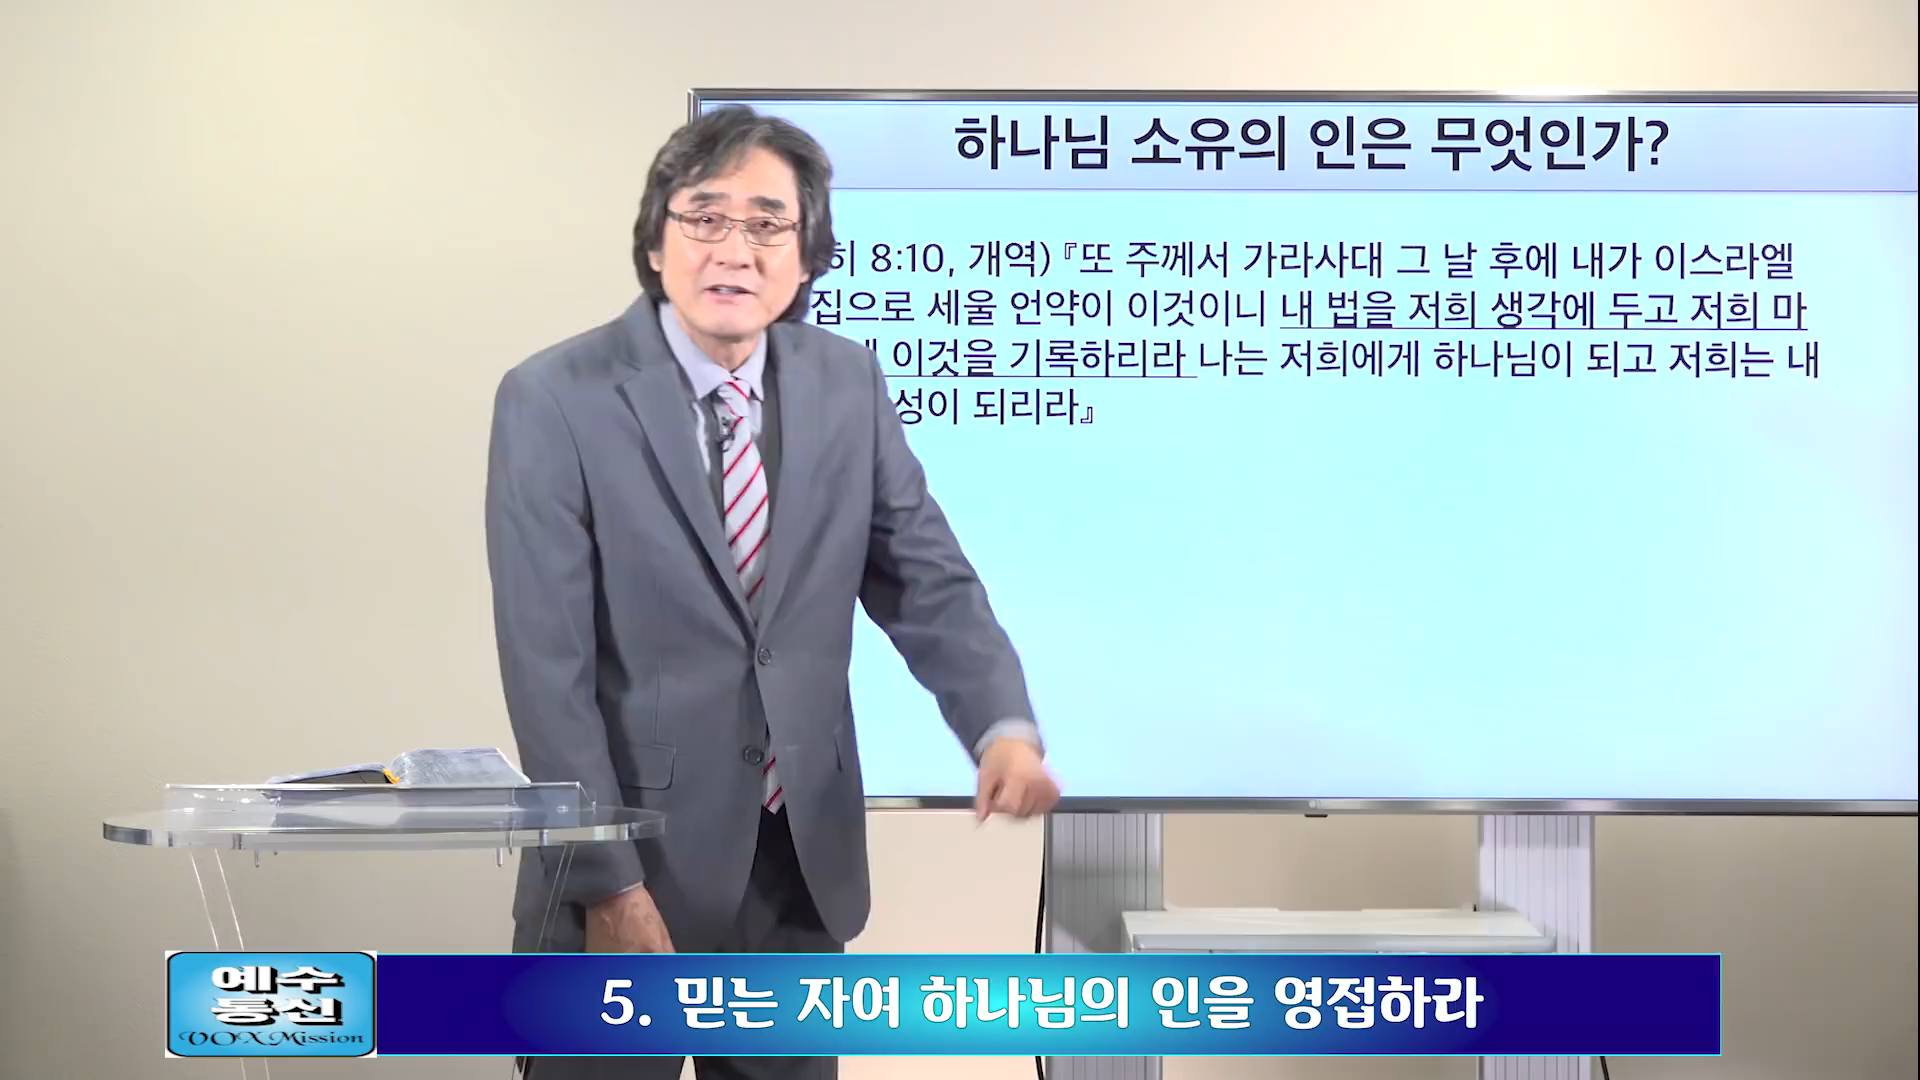 하나님 소유의 인은 무엇인가?
히 8:10, 개역)『또 주께서 가라사대 그 날 후에 내가 이스라엘
집으로 세울 언약이 이것이니 내 법을 저희 생각에 두고 저희 마
이것을 기록하리라 나는 저희에게 하나님이 되고 저희는 내
성이 되리라』
예수
통신
VOX Mission
5. 믿는 자여 하나님의 인을 영접하라